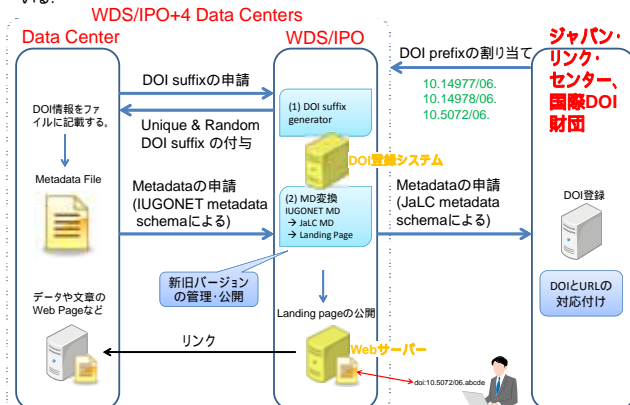 いる.
WDS/IPO+4 Data Centers
Data Center
DOI情報をファ
イルに記載する。
Metadata File
データや文章の
Web Pageなど
DOI suffixの申請
Unique & Random
DOI suffix の付与
Metadataの申請
(IUGONET metadata
schemaによる)
リンク
WDS/IPO
(1) DOI suffix
generator
DOI登録システム
(2) MD変換
IUGONET MD
→ JaLC MD
→ Landing Page
新旧バージョン
の管理・公開
Landing pageの公開
Webサーバー
DOI prefixの割り当て
10.14977/06.
10.14978/06.
10.5072/06.
Metadataの申請
(JaLC metadata
schemaによる)
doi:10.5072/06.abcde
ジャパン・
リンク・
センター、
国際DOI
財団
DOI登録
DOIとURLの
対応付け